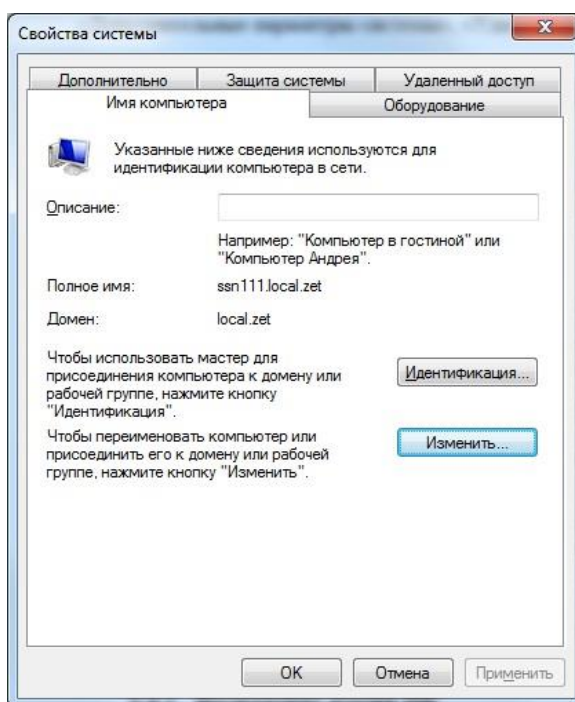 Свойства системы
Дополнительно
Защита системы
Удаленный доступ
Имя компьютера
Оборудование
Указанные ниже сведения используются для
идентификации компьютера в сети.
Описание:
Например: "Компьютер в гостиной" или
"Компьютер Андрея".
Полное имя:
ssn111.local.zet
Домен:
local.zet
Чтобы использовать мастер для
присоединения компьютера к домену или
рабочей группе, нажмите кнопку
"Идентификация".
Идентификация...
Чтобы переименовать компьютер или
присоединить его к домену или рабочей
группе, нажмите кнопку "Изменить".
Изменить...
OK
Отмена
Применить